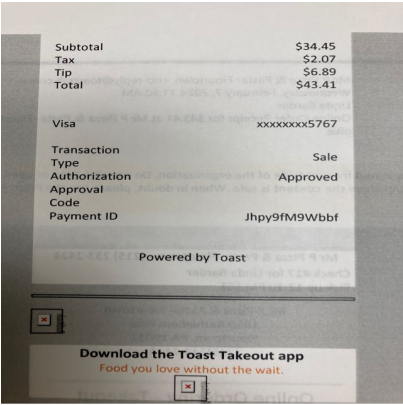 Subtotal $34.45
Tax $2.07
Tip $6.89
Total $43.41
Visa xxxxxxxx5767
Transaction
Type Sale
Authorization Approved
Approval
Code
Payment ID Jhpy9fM9Wbbf
Powered by Toast
Download the Toast Takeout app
Food you love without the wait.